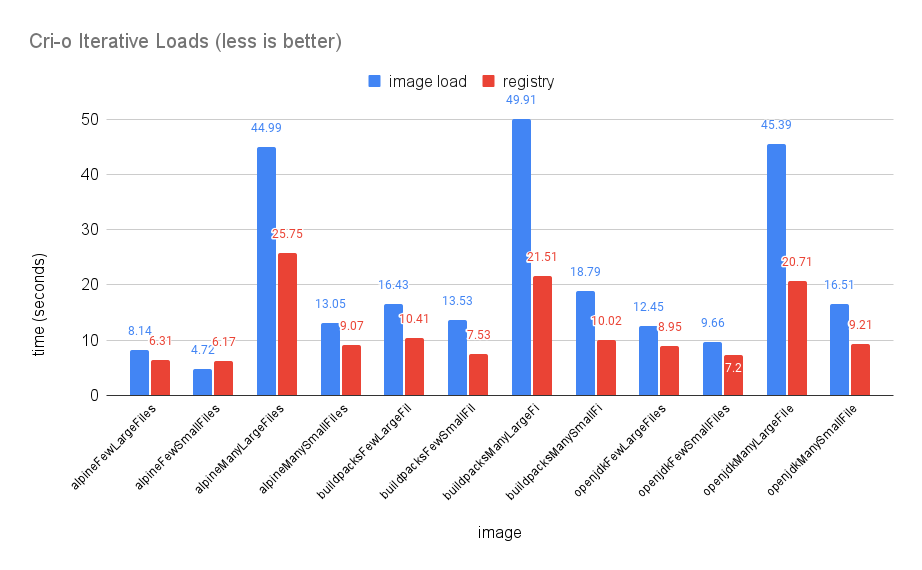 Cri-o Iterative Loads (less is better)
image load
registry
time (seconds)
50
40
30
20
10
0
8.14
6.31
4.72
6.17
44.99
25.75
13.05
9.07
16.43
10.41
13.53
7.53
49.91
21.51
18.79
10.02
12.45
8.95
9.66
7.2
45.39
20.71
16.51
9.21
alpineFewLargeFiles
alpineFewSmallFiles
alpineManyLargeFiles
alpineManySmallFiles
buildpacksFewLargeFil
buildpacksFewSmallFil
buildpacksManyLargeFi
buildpacksManySmallFi
openjdkFewLargeFiles
openjdkFewSmallFiles
openjdkManyLargeFile
openjdkManySmallFile
image